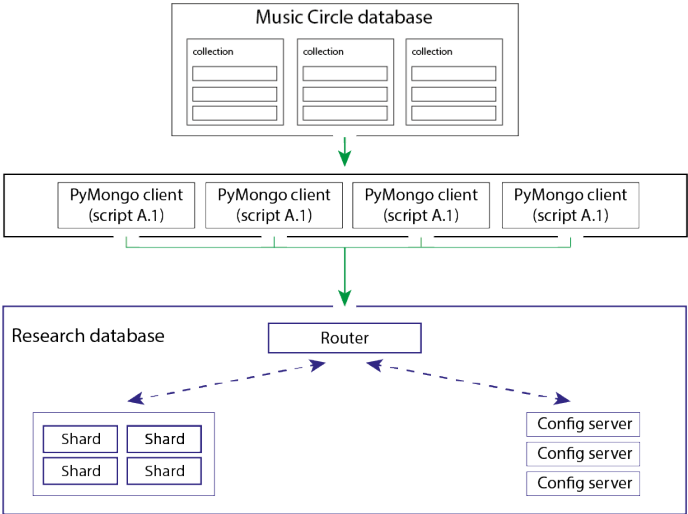 Music Circle database
collection
collection
collection
PyMongo client
(script A.1)
PyMongo client
(script A.1)
PyMongo client
(script A.1)
PyMongo client
(script A.1)
Research database
Router
Shard
Shard
Shard
Shard
Config server
Config server
Config server